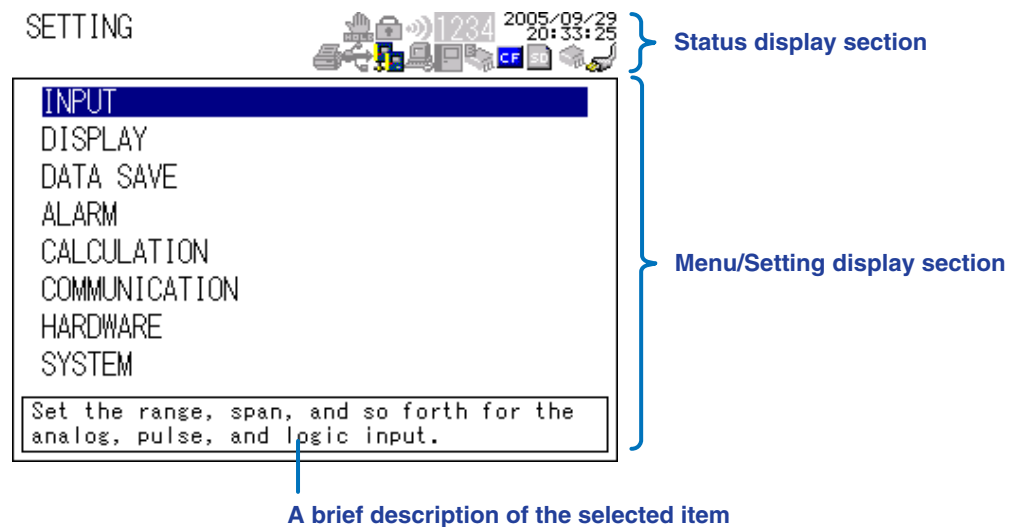 SETTING
1234
2005/09/29
20:33:25
CF
SD
Status display section
INPUT
DISPLAY
DATA SAVE
ALARM
CALCULATION
COMMUNICATION
HARDWARE
SYSTEM
Menu/Setting display section
Set the range, span, and so forth for the
analog, pulse, and logic input.
A brief description of the selected item